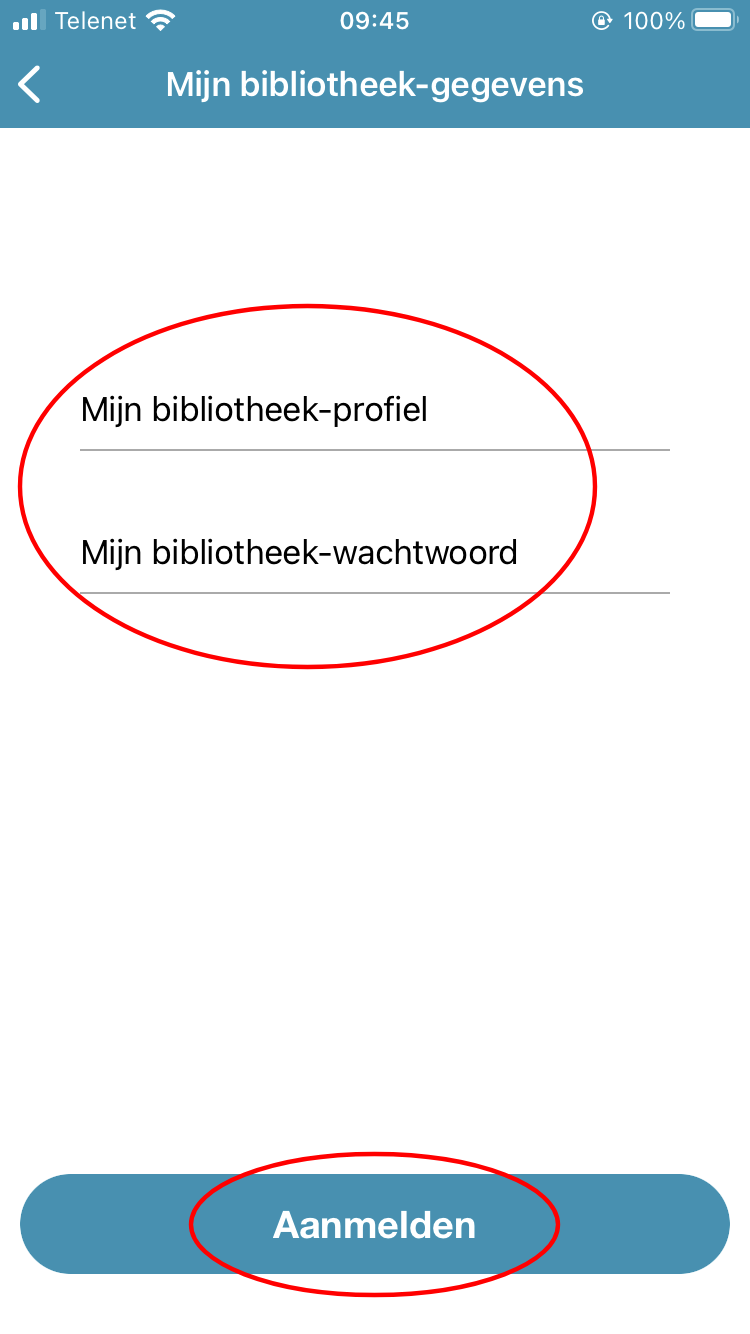 Telenet 09:45 100%
Mijn bibliotheek-gegevens
Mijn bibliotheek-profiel
Mijn bibliotheek-wachtwoord
Aanmelden